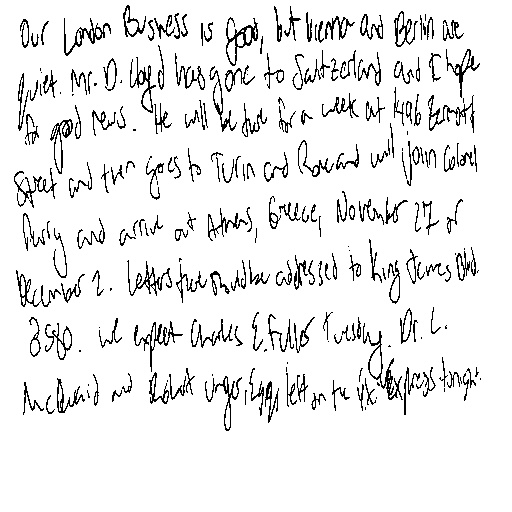 Our London Business is good, but Vienna and Berlin are
quiet. Mr. D. Lloyd has gone to Switzerland and I hope
for good news. He will be there for a week at 1496 Zermott
Street and then goes to Turin and Rome and will join Colonel
Parry and arrive at Athens, Greece, November 27 or
December 2. Letters there should be addressed to King James Blvd.
3580. We expect Charles E. Fuller Tuesday. Dr. L.
McQuaid and Robert Unger, Esq., left on the Y.X. Express tonight.